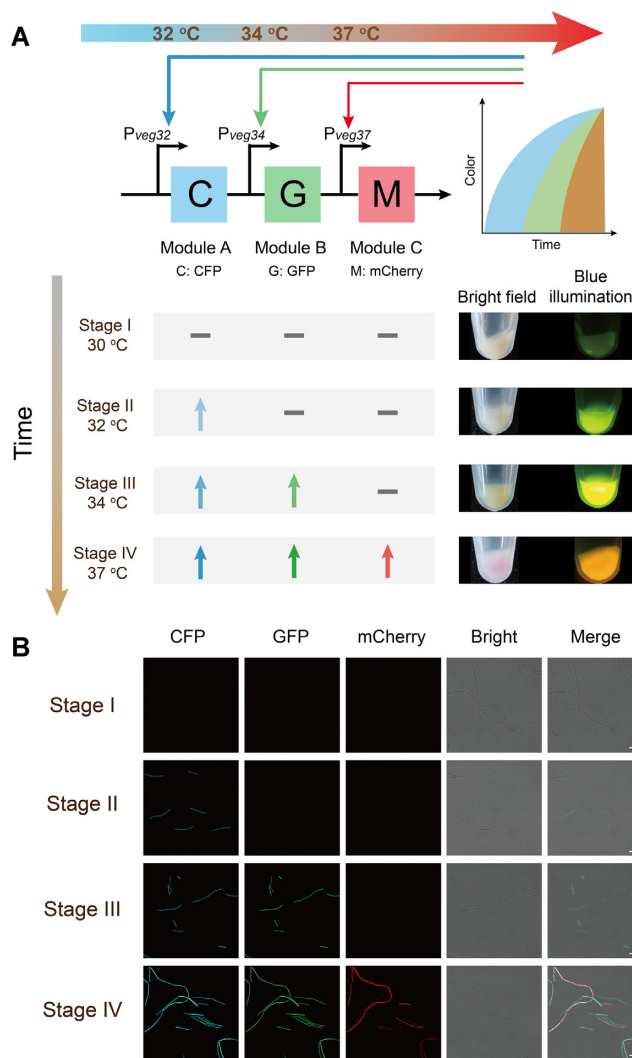 A
32 °C 34 °C 37 °C
Pveg32 Pveg34 Pveg37
C G M
Color
Time
Module A Module B Module C
C: CFP G: GFP M: mCherry
Bright field Blue illumination
Time
Stage I
30 °C
Stage II
32 °C
Stage III
34 °C
Stage IV
37 °C
B
CFP GFP mCherry Bright Merge
Stage I
Stage II
Stage III
Stage IV